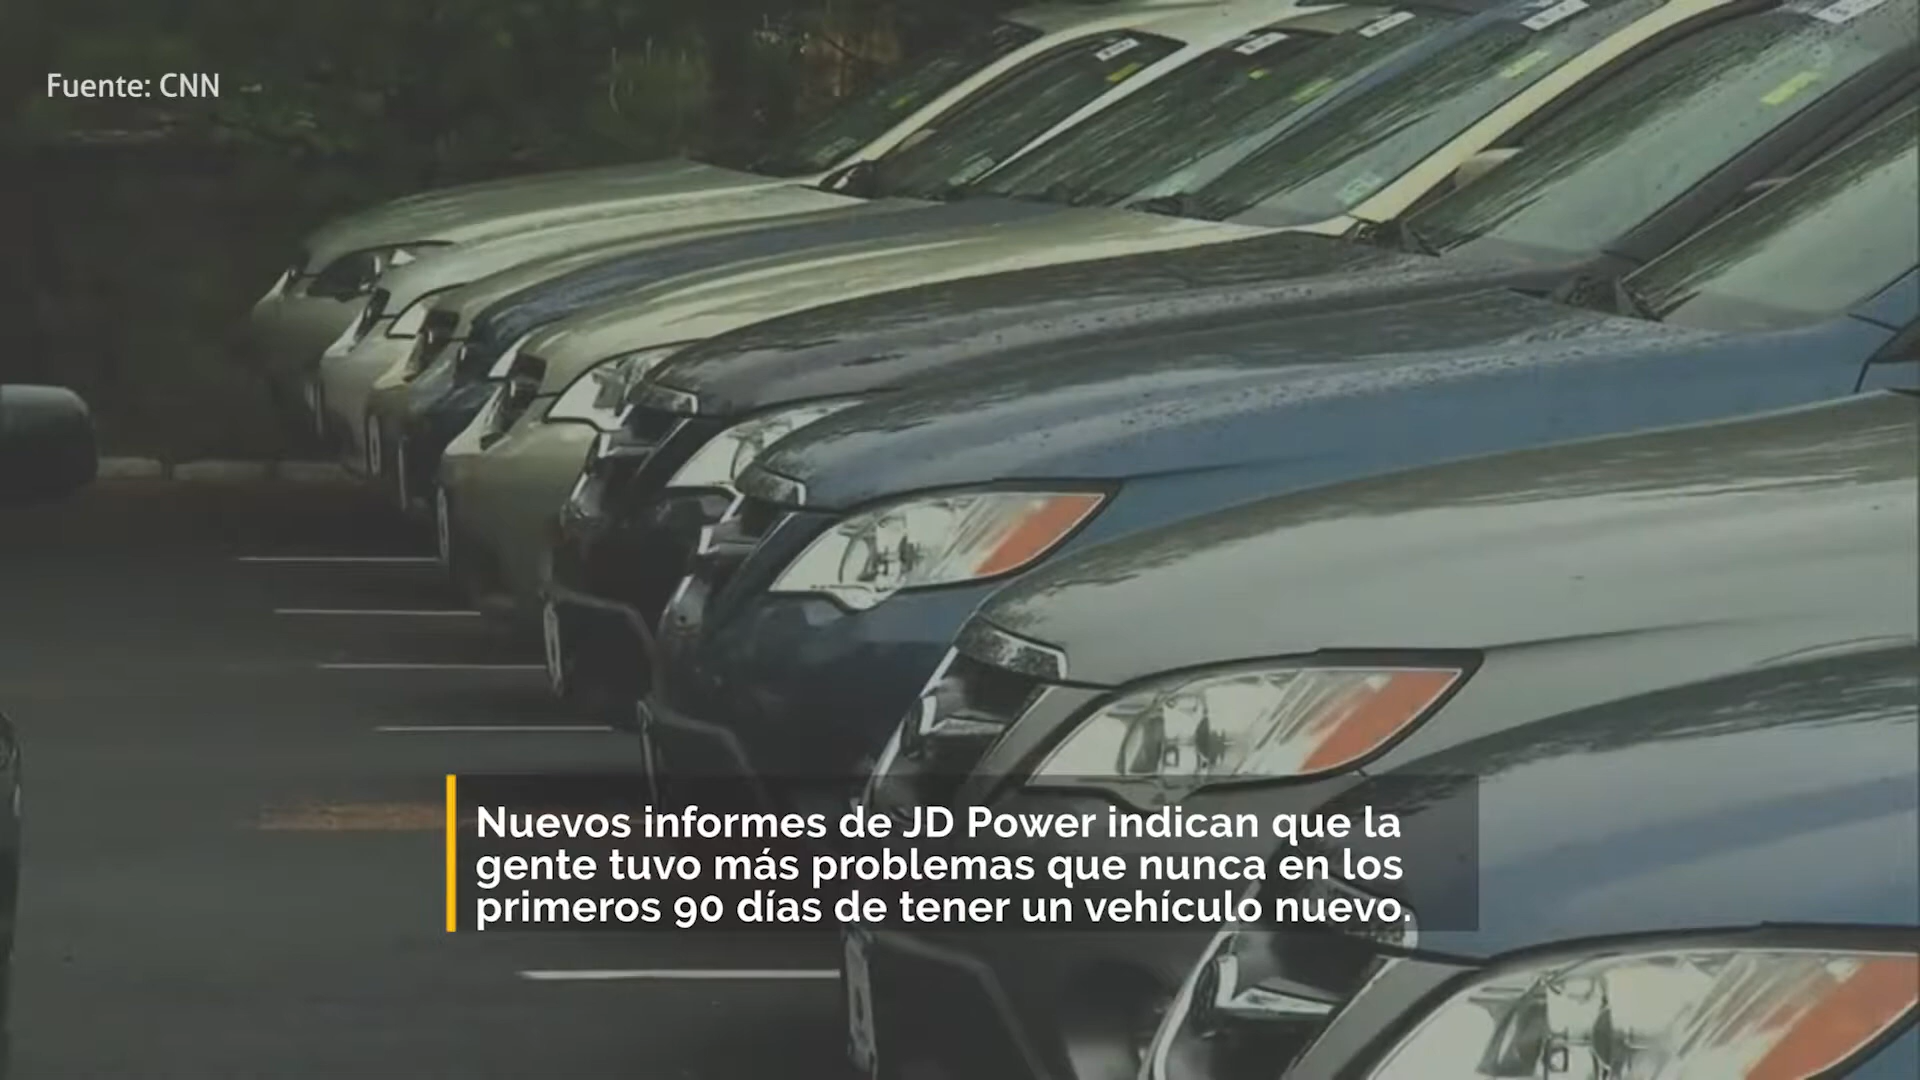 Fuente: CNN
Nuevos informes de JD Power indican que la
gente tuvo más problemas que nunca en los
primeros 90 días de tener un vehículo nuevo.